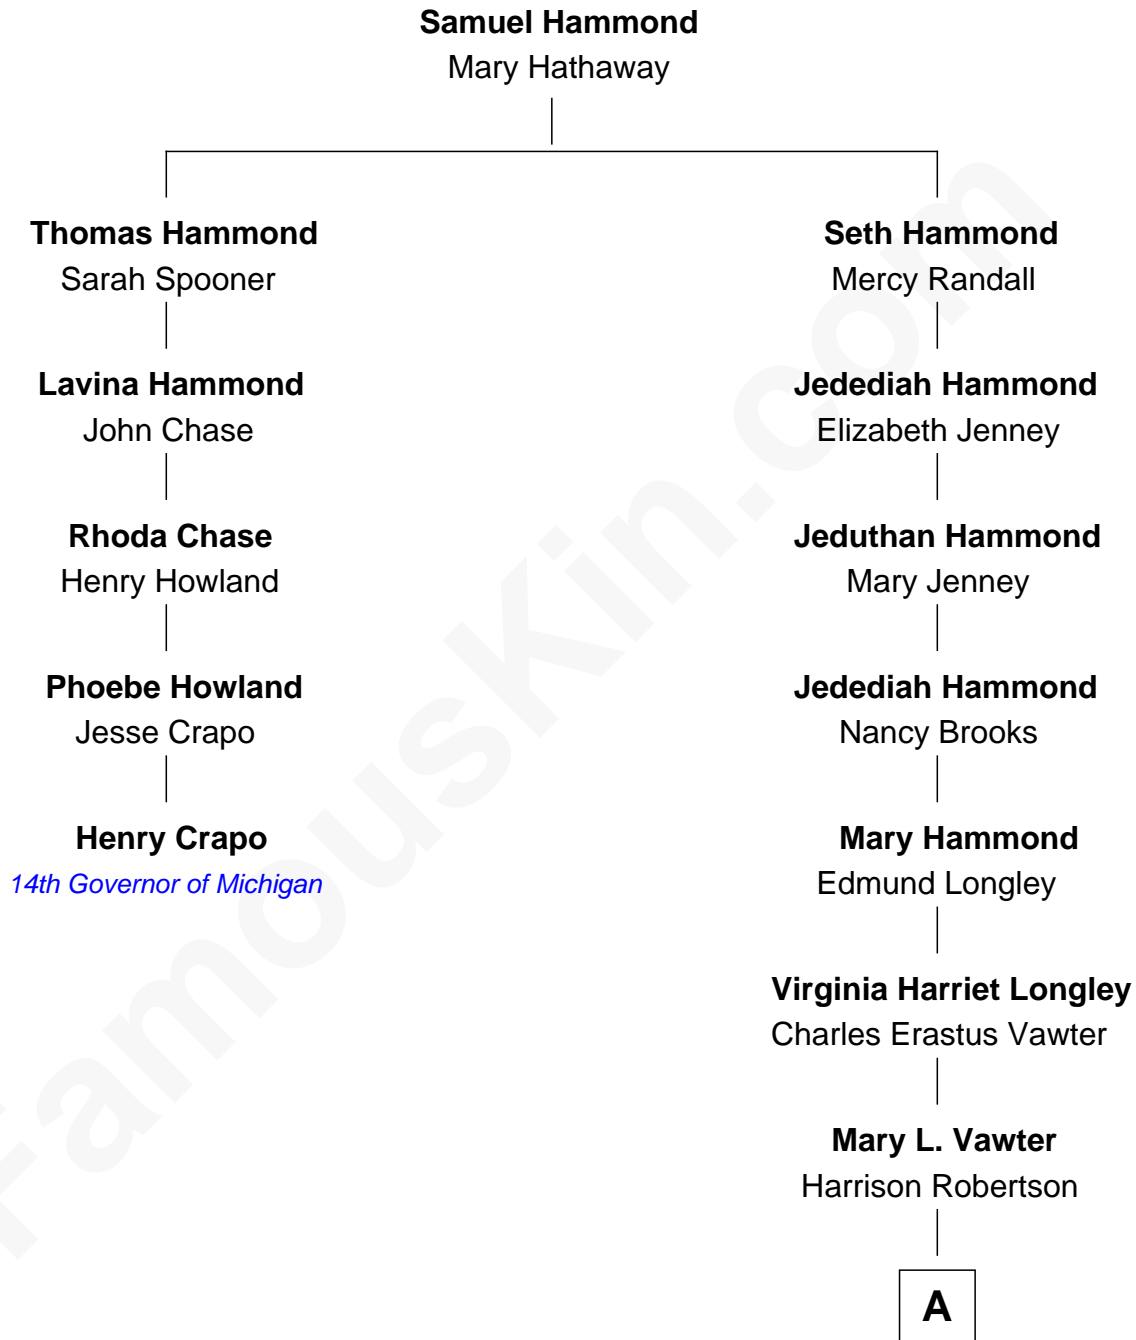 Samuel Hammond
Mary Hathaway
Thomas Hammond
Sarah Spooner
Lavina Hammond
John Chase
Rhoda Chase
Henry Howland
Phoebe Howland
Jesse Crapo
Henry Crapo
14th Governor of Michigan
Seth Hammond
Mercy Randall
Jedediah Hammond
Elizabeth Jenney
Jeduthan Hammond
Mary Jenney
Jedediah Hammond
Nancy Brooks
Mary Hammond
Edmund Longley
Virginia Harriet Longley
Charles Erastus Vawter
Mary L. Vawter
Harrison Robertson
A
FamousKin.com